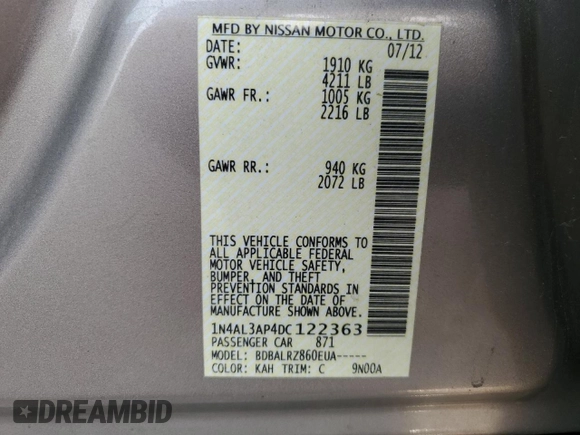 MFD BY NISSAN MOTOR CO., LTD.
DATE: 07/12
GVWR: 1910 KG
4211 LB
GAWR FR.: 1005 KG
2216 LB
GAWR RR.: 940 KG
2072 LB
THIS VEHICLE CONFORMS TO
ALL APPLICABLE FEDERAL
MOTOR VEHICLE SAFETY,
BUMPER, AND THEFT
PREVENTION STANDARDS IN
EFFECT ON THE DATE OF
MANUFACTURE SHOWN ABOVE.
1N4AL3AP4DC122363
PASSENGER CAR 871
MODEL: BDBALRZ860EUA-----
COLOR: KAH TRIM: C 9N00A
DREAMBID